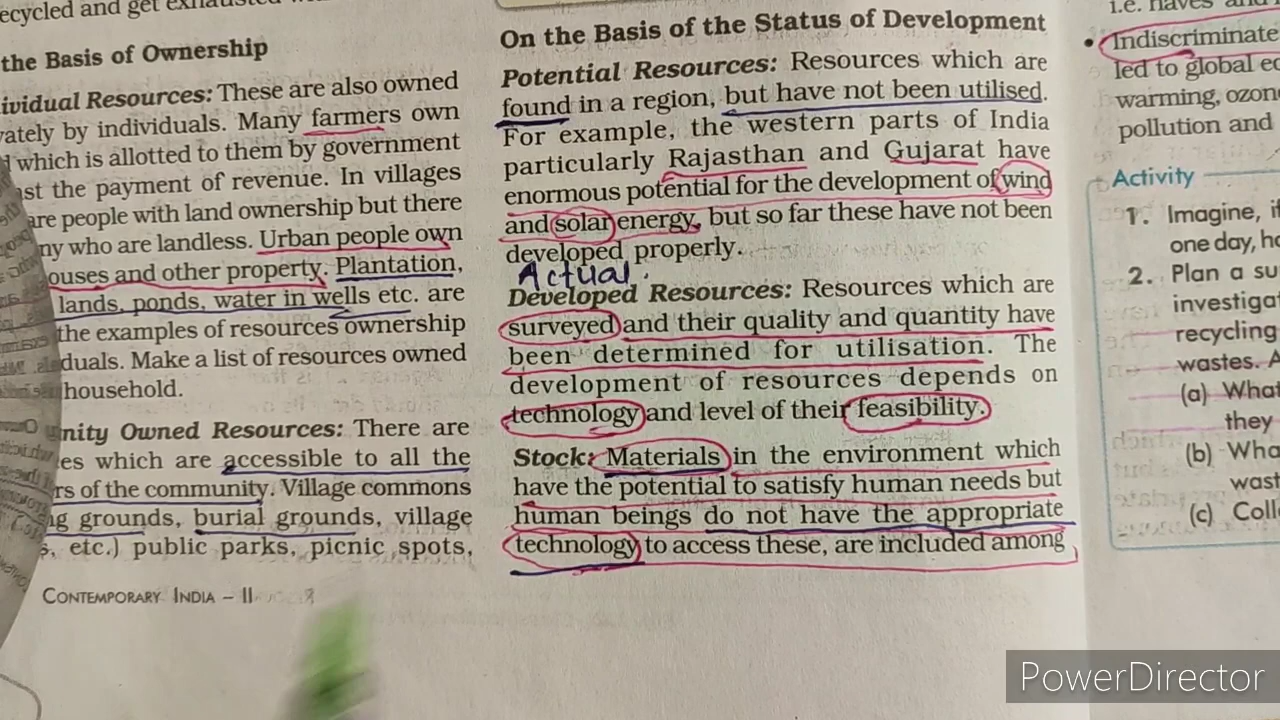 ecycled and get exhausted
the Basis of Ownership
ividual Resources: These are also owned
vately by individuals. Many farmers own
which is allotted to them by government
st the payment of revenue. In villages
are people with land ownership but there
ny who are landless. Urban people own
ouses and other property. Plantation,
lands, ponds, water in wells etc. are
the examples of resources ownership
duals. Make a list of resources owned
household.
nity Owned Resources: There are
es which are accessible to all the
rs of the community. Village commons
ng grounds, burial grounds, village
s, etc.) public parks, picnic spots,
CONTEMPORARY INDIA – II
On the Basis of the Status of Development
Potential Resources: Resources which are
found in a region, but have not been utilised.
For example, the western parts of India
particularly Rajasthan and Gujarat have
enormous potential for the development of wind
and solar energy, but so far these have not been
developed properly.
Actual.
Developed Resources: Resources which are
surveyed and their quality and quantity have
been determined for utilisation. The
development of resources depends on
technology and level of their feasibility.
Stock: Materials in the environment which
have the potential to satisfy human needs but
human beings do not have the appropriate
technology to access these, are included among
i.e. haves and
• Indiscriminate
led to global ec
warming, ozon
pollution and
Activity
1. Imagine, i
one day, ho
2. Plan a su
investigat
recycling
wastes. A
(a) What
they
(b) Wha
wast
(c) Coll
PowerDirector